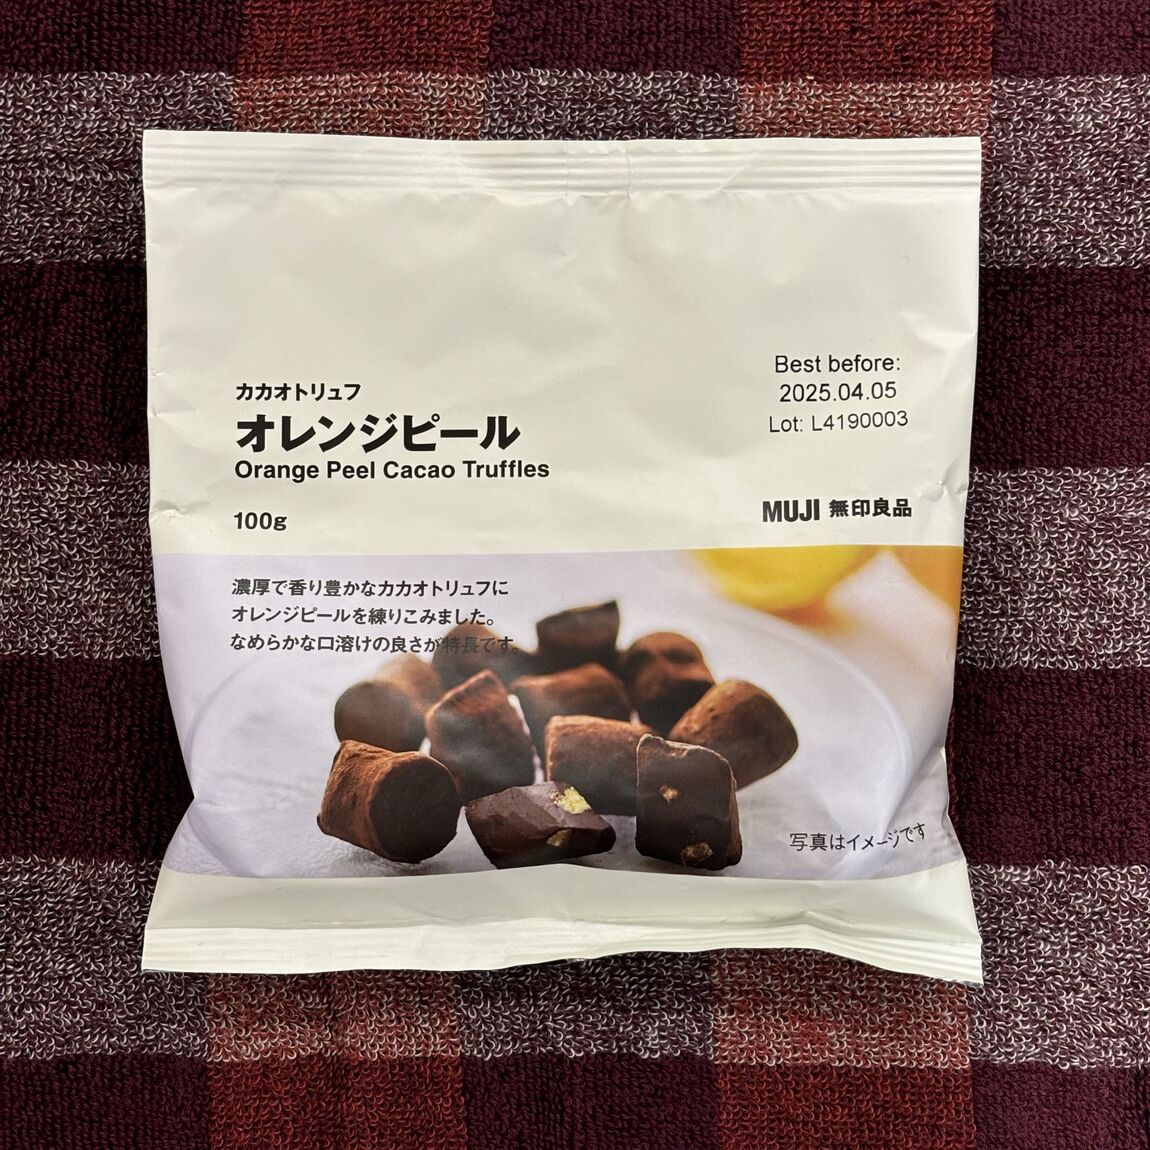 カカオトリュフ
オレンジピール
Orange Peel Cacao Truffles
100g
Best before:
2025.04.05
Lot: L4190003
MUJI 無印良品
濃厚で香り豊かなカカオトリュフに
オレンジピールを練りこみました。
なめらかな口溶けの良さが特長です。
写真はイメージです